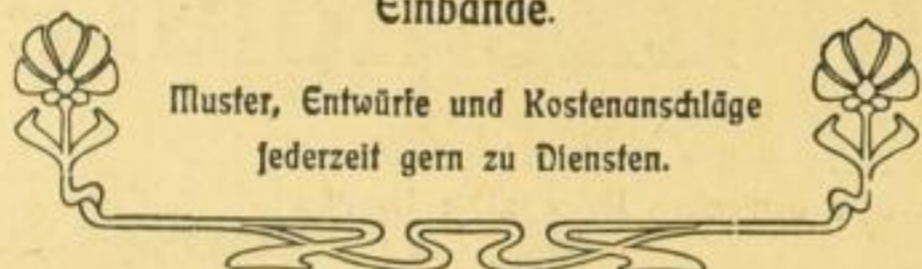 Einbände.
Muster, Entwürfe und Kostenanschläge
jederzeit gern zu Diensten.